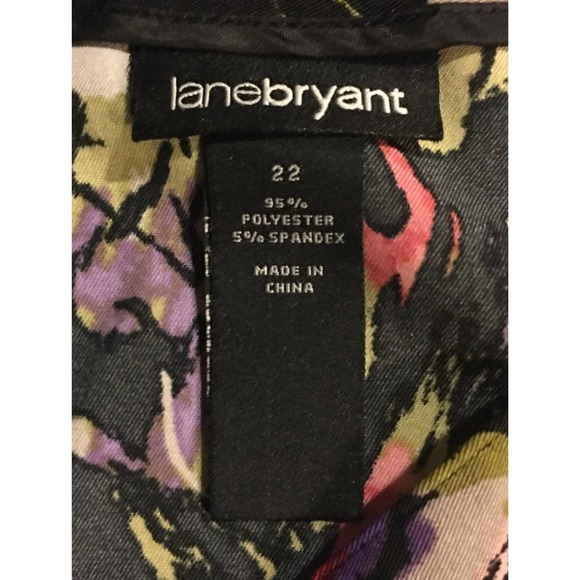 lanebryant
22
95%
POLYESTER
5% SPANDEX
MADE IN
CHINA